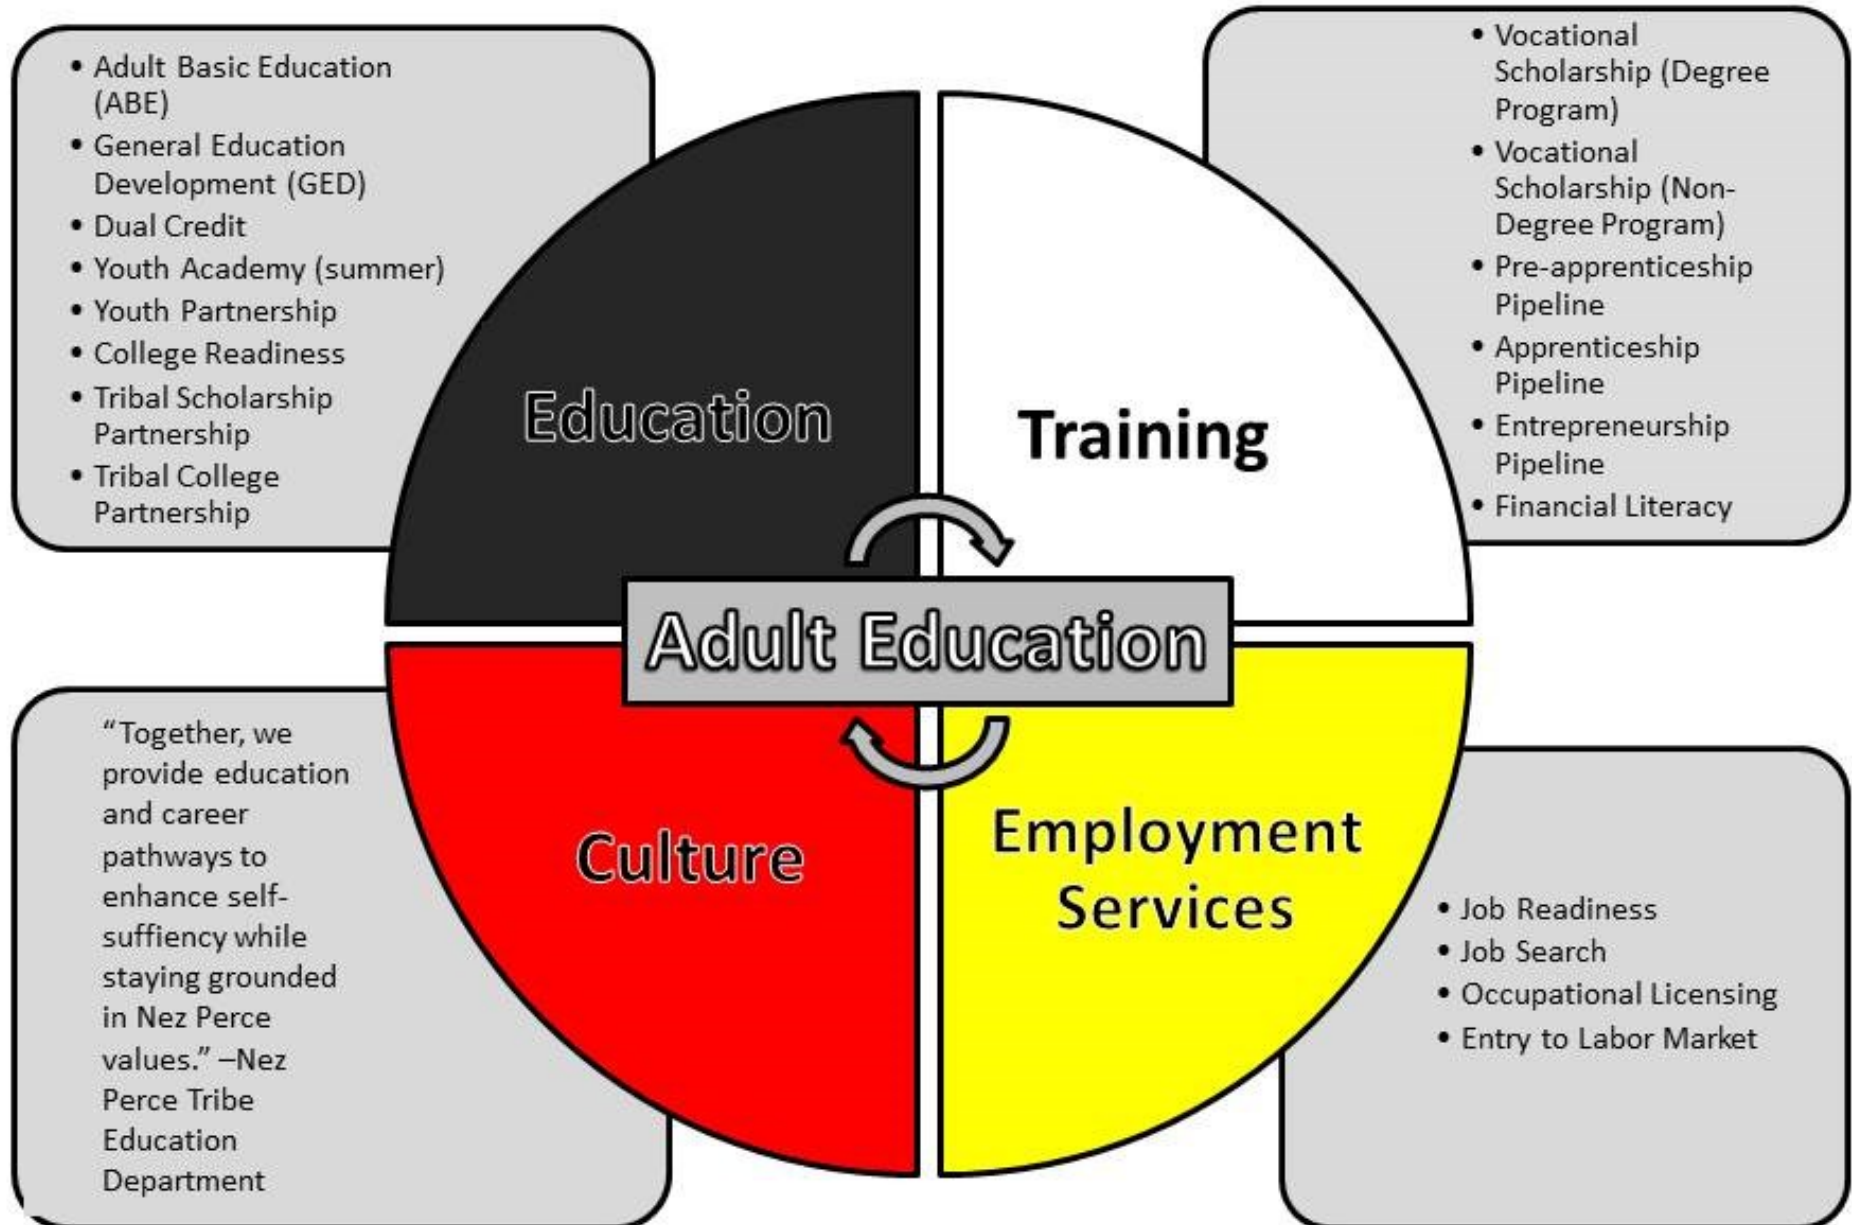 • Adult Basic Education
(ABE)
• General Education
Development (GED)
• Dual Credit
• Youth Academy (summer)
• Youth Partnership
• College Readiness
• Tribal Scholarship
Partnership
• Tribal College
Partnership
• Vocational
Scholarship (Degree
Program)
• Vocational
Scholarship (Non-
Degree Program)
• Pre-apprenticeship
Pipeline
• Apprenticeship
Pipeline
• Entrepreneurship
Pipeline
• Financial Literacy
Education
Training
Adult Education
Culture
Employment
Services
“Together, we
provide education
and career
pathways to
enhance self-
suffiency while
staying grounded
in Nez Perce
values.” –Nez
Perce Tribe
Education
Department
• Job Readiness
• Job Search
• Occupational Licensing
• Entry to Labor Market